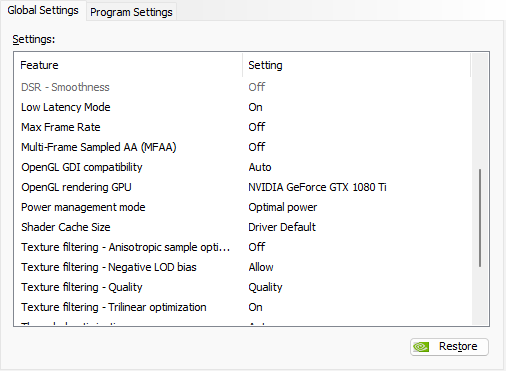 Global Settings
Program Settings
Settings:
Feature Setting
DSR - Smoothness Off
Low Latency Mode On
Max Frame Rate Off
Multi-Frame Sampled AA (MFAA) Off
OpenGL GDI compatibility Auto
OpenGL rendering GPU NVIDIA GeForce GTX 1080 Ti
Power management mode Optimal power
Shader Cache Size Driver Default
Texture filtering - Anisotropic sample opti... Off
Texture filtering - Negative LOD bias Allow
Texture filtering - Quality Quality
Texture filtering - Trilinear optimization On
Restore